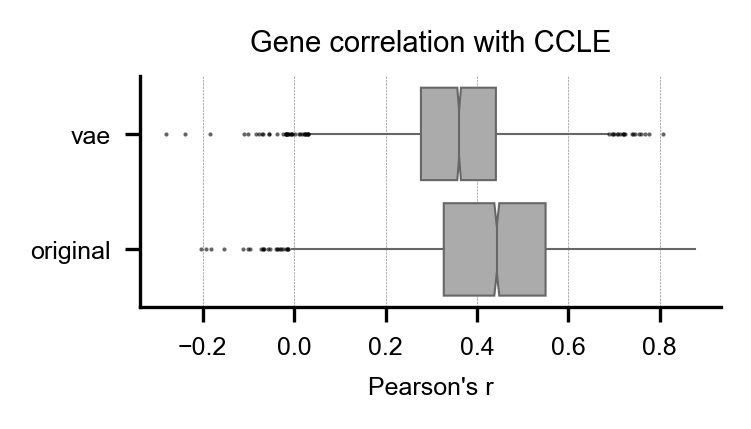 Gene correlation with CCLE
vae
original
−0.2 0.0 0.2 0.4 0.6 0.8
Pearson's r